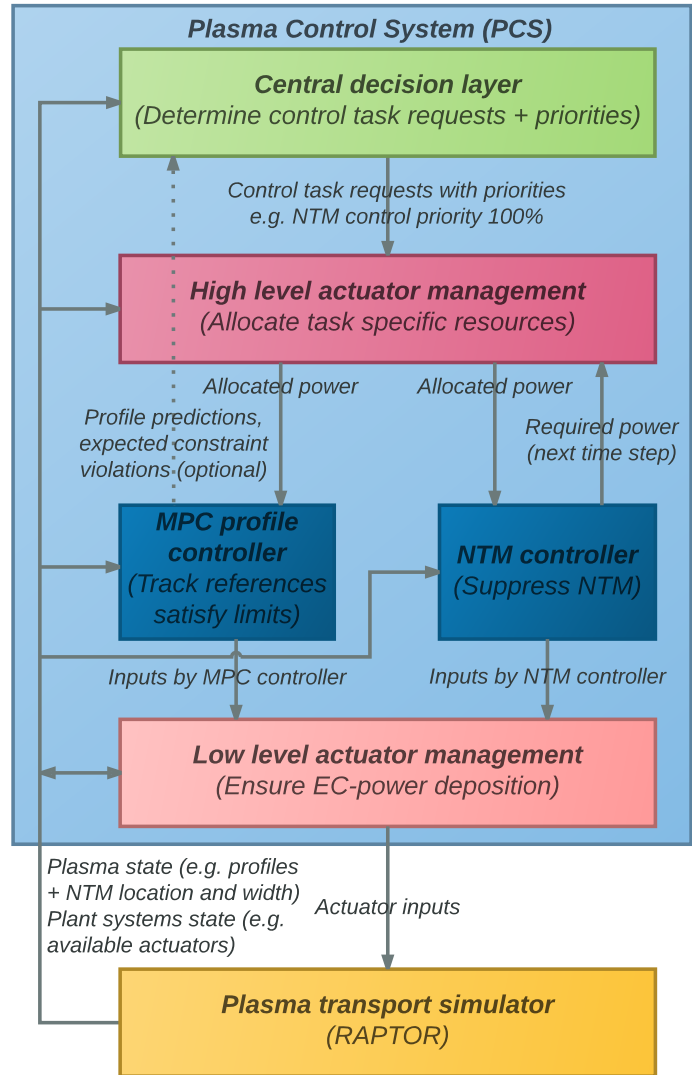 Plasma Control System (PCS)
Central decision layer
(Determine control task requests + priorities)
Control task requests with priorities
e.g. NTM control priority 100%
High level actuator management
(Allocate task specific resources)
Allocated power
Allocated power
Profile predictions,
expected constraint
violations (optional)
Required power
(next time step)
MPC profile
controller
(Track references
satisfy limits)
NTM controller
(Suppress NTM)
Inputs by MPC controller
Inputs by NTM controller
Low level actuator management
(Ensure EC-power deposition)
Plasma state (e.g. profiles
+ NTM location and width)
Plant systems state (e.g.
available actuators)
Actuator inputs
Plasma transport simulator
(RAPTOR)